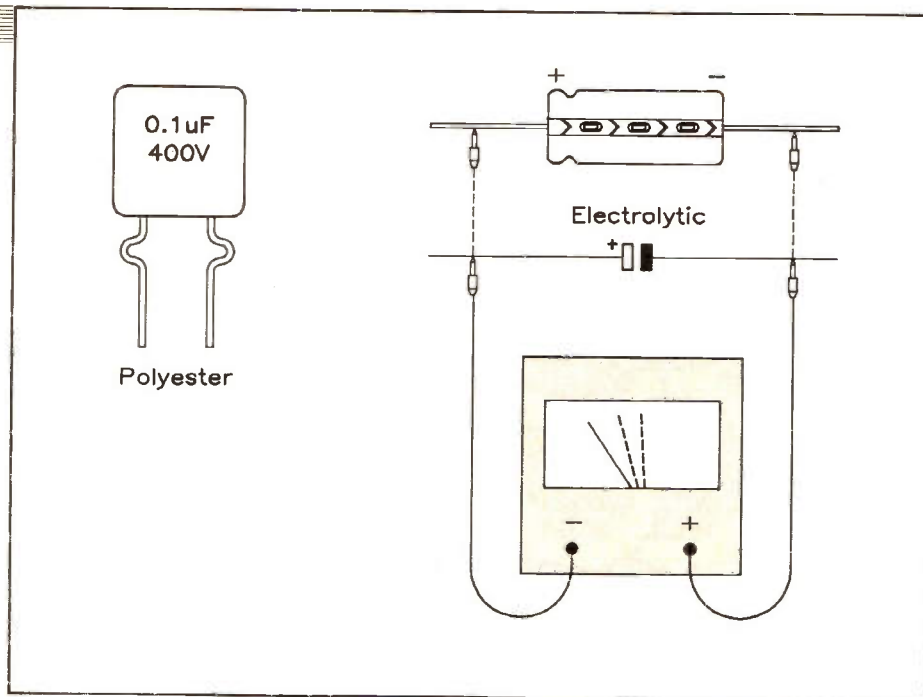 0.1uF
400V
Polyester
+ −
Electrolytic
+
− +